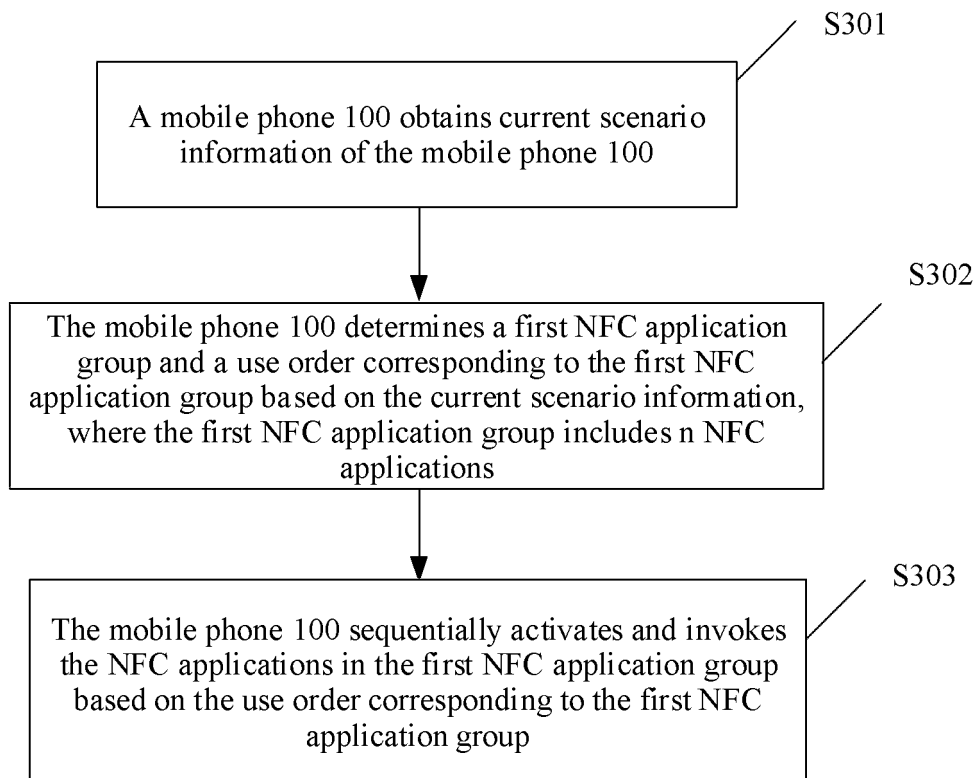 S301
A mobile phone 100 obtains current scenario
information of the mobile phone 100
S302
The mobile phone 100 determines a first NFC application
group and a use order corresponding to the first NFC
application group based on the current scenario information,
where the first NFC application group includes n NFC
applications
S303
The mobile phone 100 sequentially activates and invokes
the NFC applications in the first NFC application group
based on the use order corresponding to the first NFC
application group